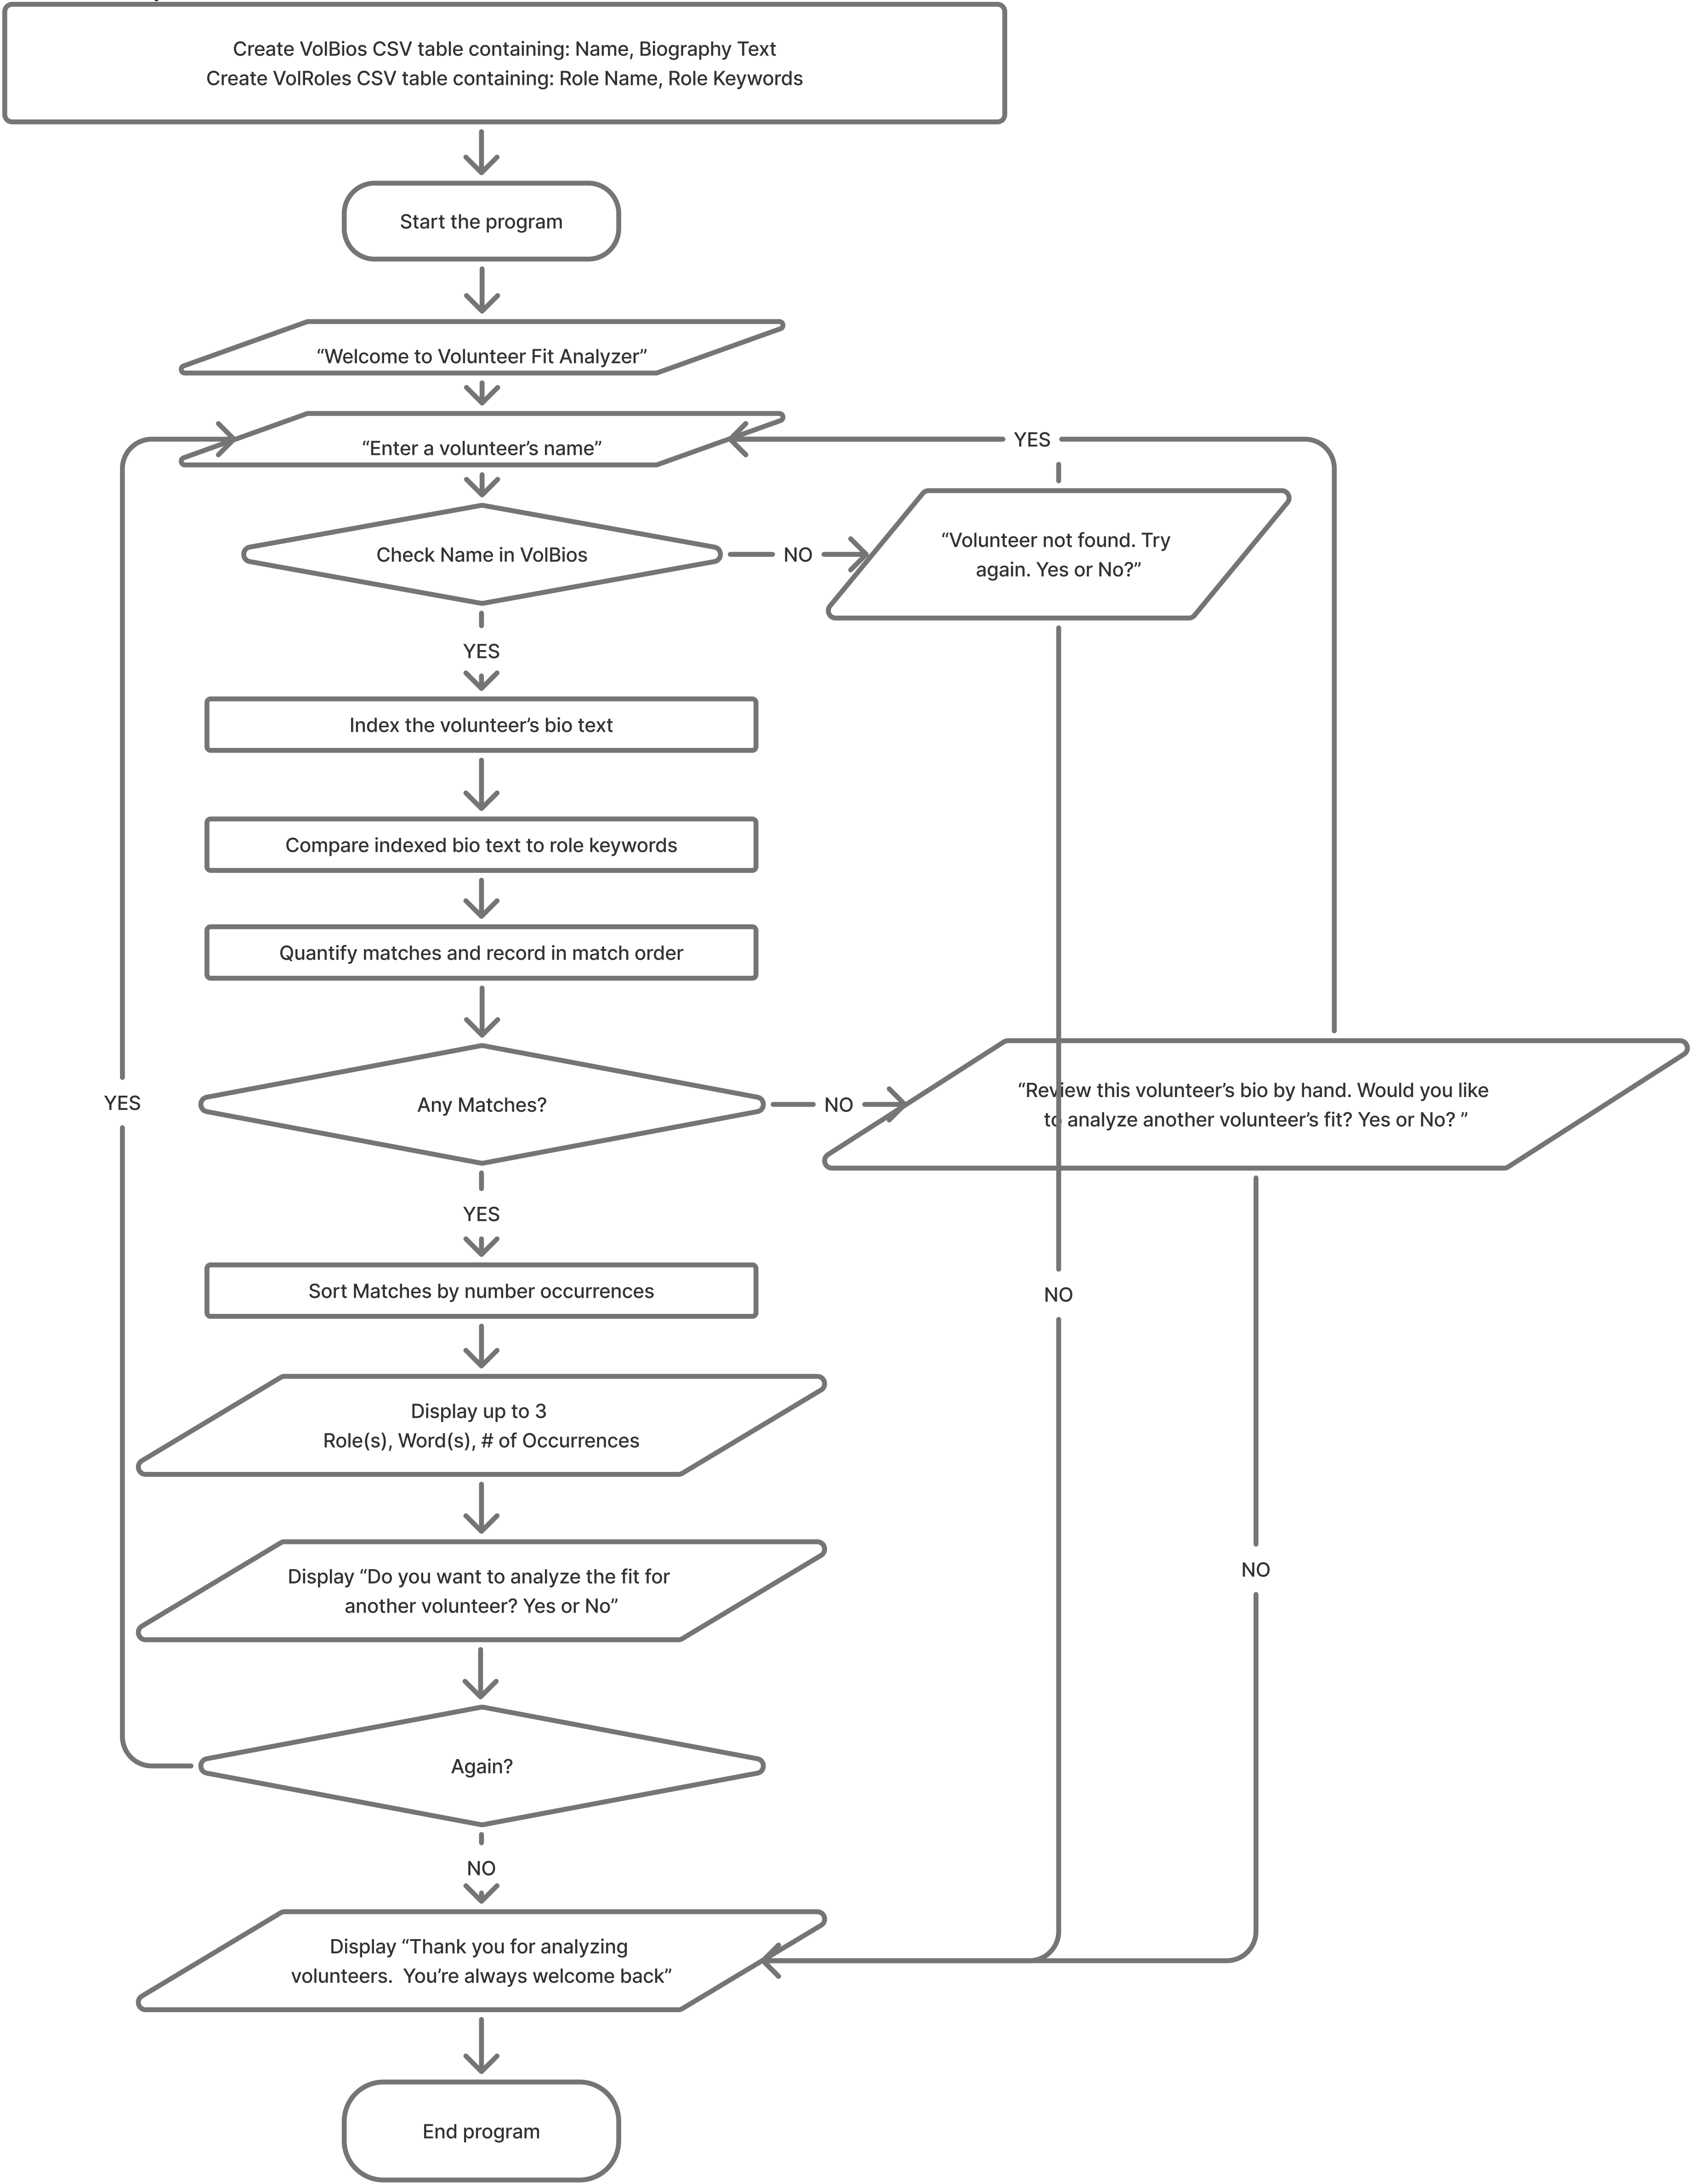 Create VolBios CSV table containing: Name, Biography Text
Create VolRoles CSV table containing: Role Name, Role Keywords
Start the program
“Welcome to Volunteer Fit Analyzer”
“Enter a volunteer’s name”
YES
Check Name in VolBios
NO
“Volunteer not found. Try
again. Yes or No?”
YES
Index the volunteer’s bio text
Compare indexed bio text to role keywords
Quantify matches and record in match order
YES
Any Matches?
NO
“Review this volunteer’s bio by hand. Would you like
to analyze another volunteer’s fit? Yes or No? ”
YES
Sort Matches by number occurrences
NO
Display up to 3
Role(s), Word(s), # of Occurrences
Display “Do you want to analyze the fit for
another volunteer? Yes or No”
NO
Again?
NO
Display “Thank you for analyzing
volunteers.  You’re always welcome back”
End program